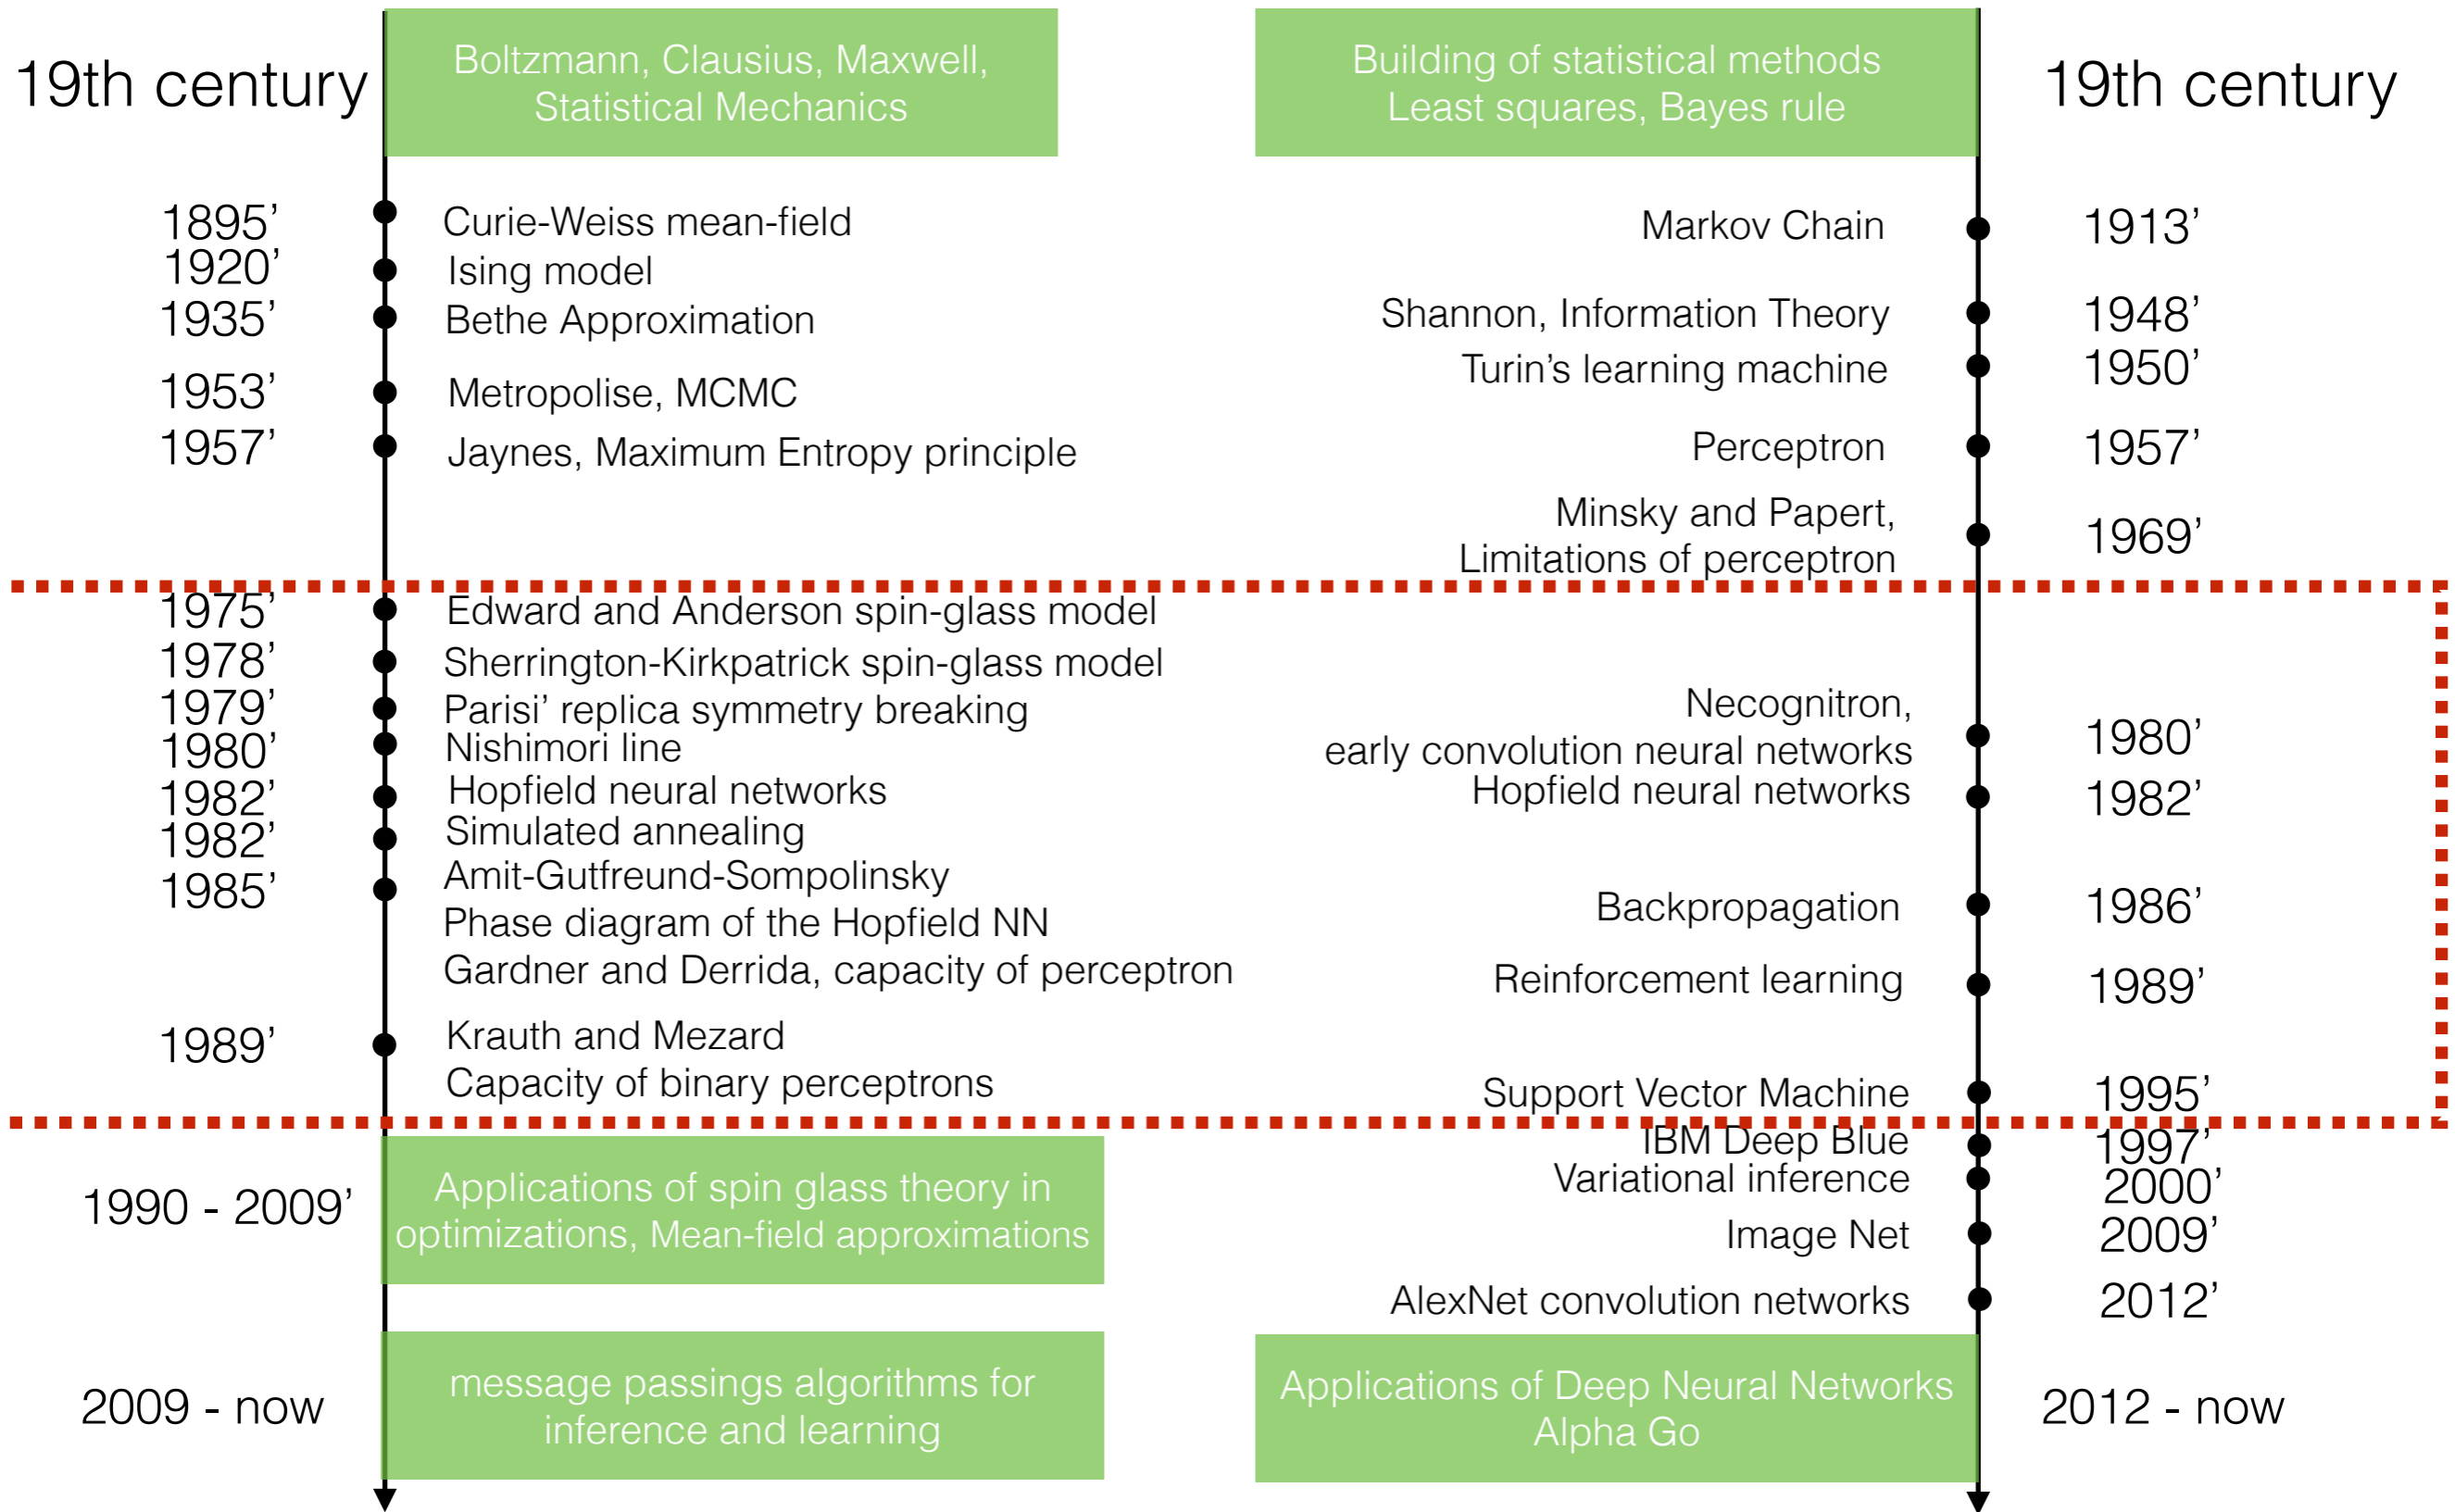 19th century
Boltzmann, Clausius, Maxwell,
Statistical Mechanics
1895’
Curie-Weiss mean-field
1920’
Ising model
1935’
Bethe Approximation
1953’
Metropolise, MCMC
1957’
Jaynes, Maximum Entropy principle
1975’
Edward and Anderson spin-glass model
1978’
Sherrington-Kirkpatrick spin-glass model
1979’
Parisi’ replica symmetry breaking
1980’
Nishimori line
1982’
Hopfield neural networks
1982’
Simulated annealing
1985’
Amit-Gutfreund-Sompolinsky
Phase diagram of the Hopfield NN
Gardner and Derrida, capacity of perceptron
1989’
Krauth and Mezard
Capacity of binary perceptrons
1990 - 2009’
Applications of spin glass theory in
optimizations, Mean-field approximations
2009 - now
message passings algorithms for
inference and learning
Building of statistical methods
Least squares, Bayes rule
19th century
Markov Chain
1913’
Shannon, Information Theory
1948’
Turin’s learning machine
1950’
Perceptron
1957’
Minsky and Papert,
Limitations of perceptron
1969’
Necognitron,
early convolution neural networks
1980’
Hopfield neural networks
1982’
Backpropagation
1986’
Reinforcement learning
1989’
Support Vector Machine
1995’
IBM Deep Blue
1997’
Variational inference
2000’
Image Net
2009’
AlexNet convolution networks
2012’
Applications of Deep Neural Networks
Alpha Go
2012 - now